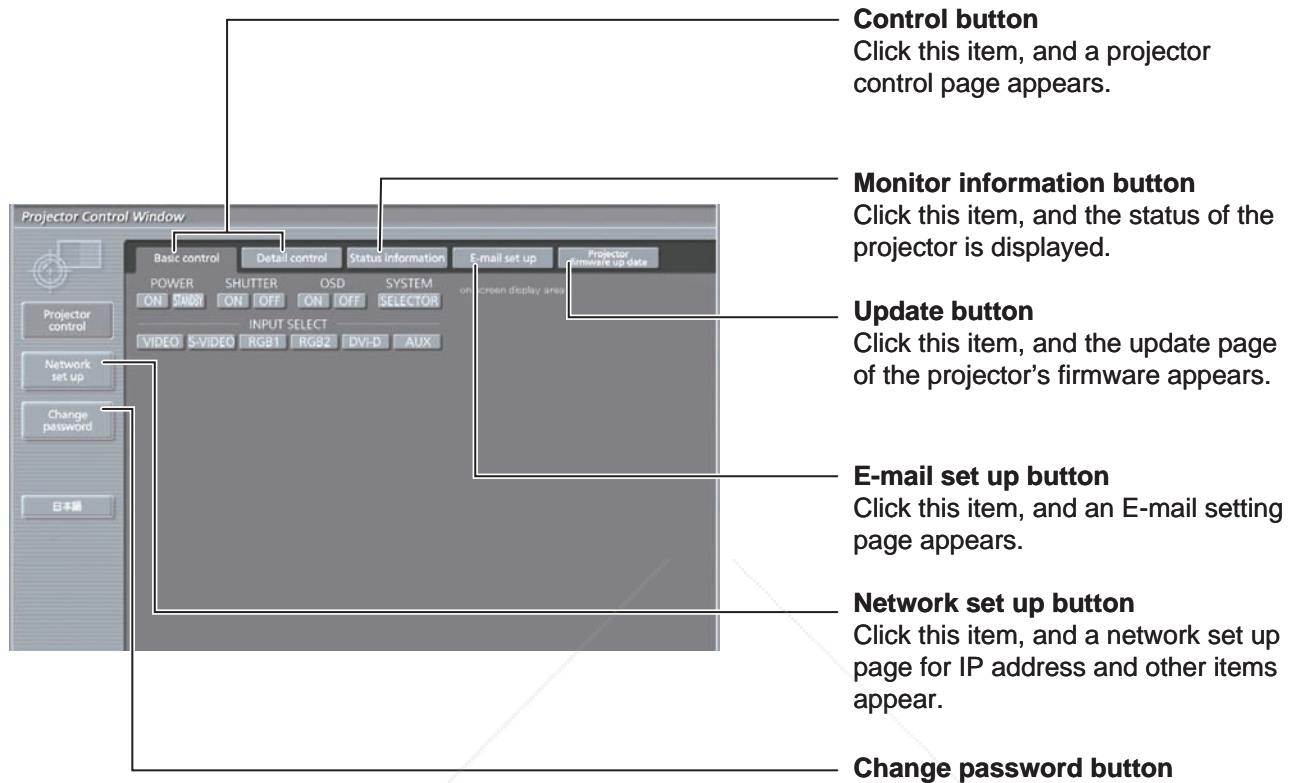 Control button
Click this item, and a projector
control page appears.
Monitor information button
Click this item, and the status of the
projector is displayed.
Update button
Click this item, and the update page
of the projector's firmware appears.
E-mail set up button
Click this item, and an E-mail setting
page appears.
Network set up button
Click this item, and a network set up
page for IP address and other items
appear.
Change password button
Projector Control Window
Basic control Detail control Status information E-mail set up Projector
firmware up date
POWER SHUTTER OSD SYSTEM
ON STANDBY ON OFF ON OFF SELECTOR
on screen display area
INPUT SELECT
VIDEO S-VIDEO RGB1 RGB2 DVI-D AUX
Projector
control
Network
set up
Change
password
日本語